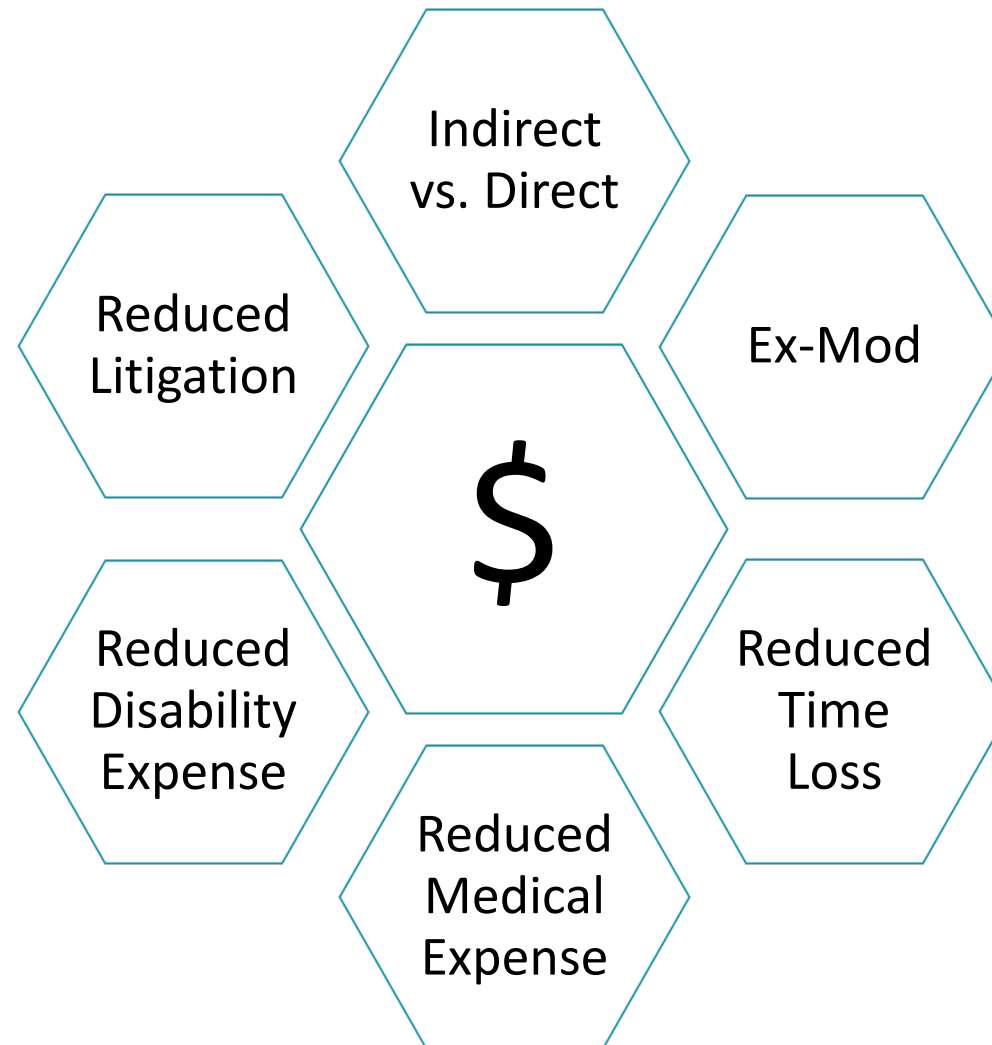 Indirect
vs. Direct
Ex-Mod
Reduced
Time
Loss
Reduced
Medical
Expense
Reduced
Disability
Expense
Reduced
Litigation
$